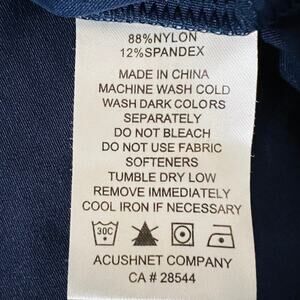 88%NYLON
12%SPANDEX
MADE IN CHINA
MACHINE WASH COLD
WASH DARK COLORS
SEPARATELY
DO NOT BLEACH
DO NOT USE FABRIC
SOFTENERS
TUMBLE DRY LOW
REMOVE IMMEDIATELY
COOL IRON IF NECESSARY
30C
ACUSHNET COMPANY
CA # 28544